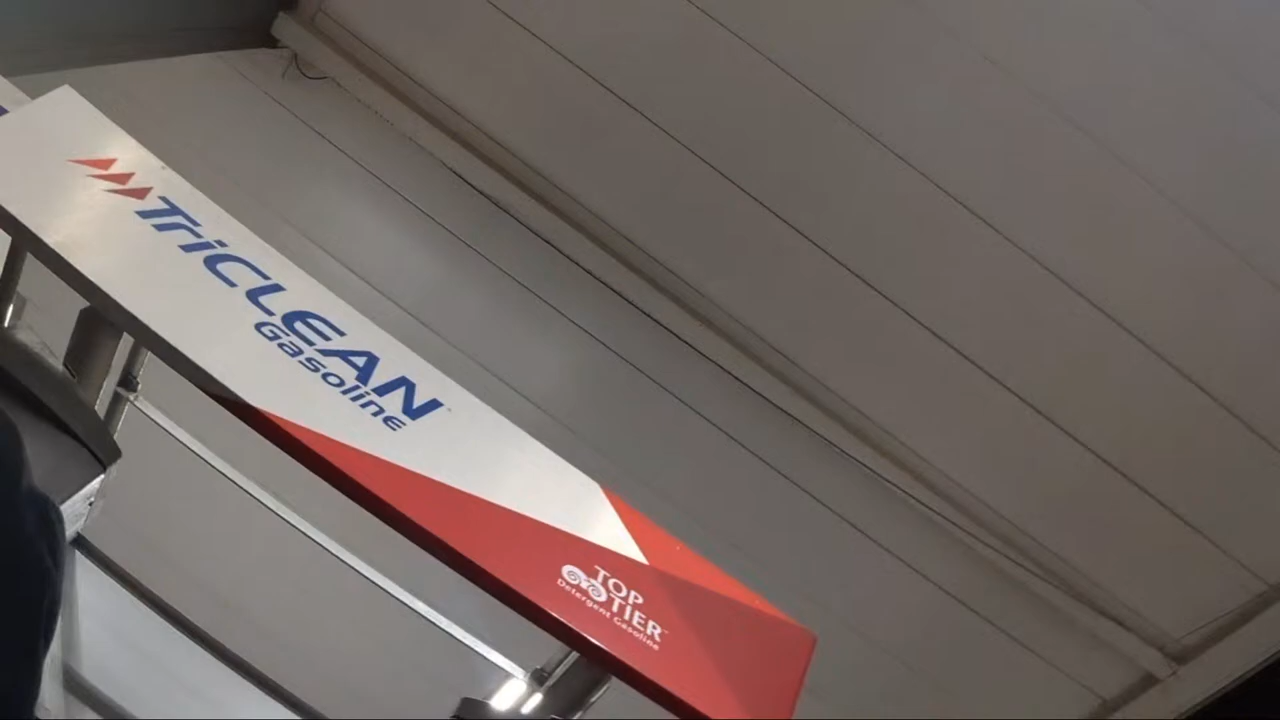 TriCLEAN
Gasoline
TOP
TIER
Detergent Gasoline